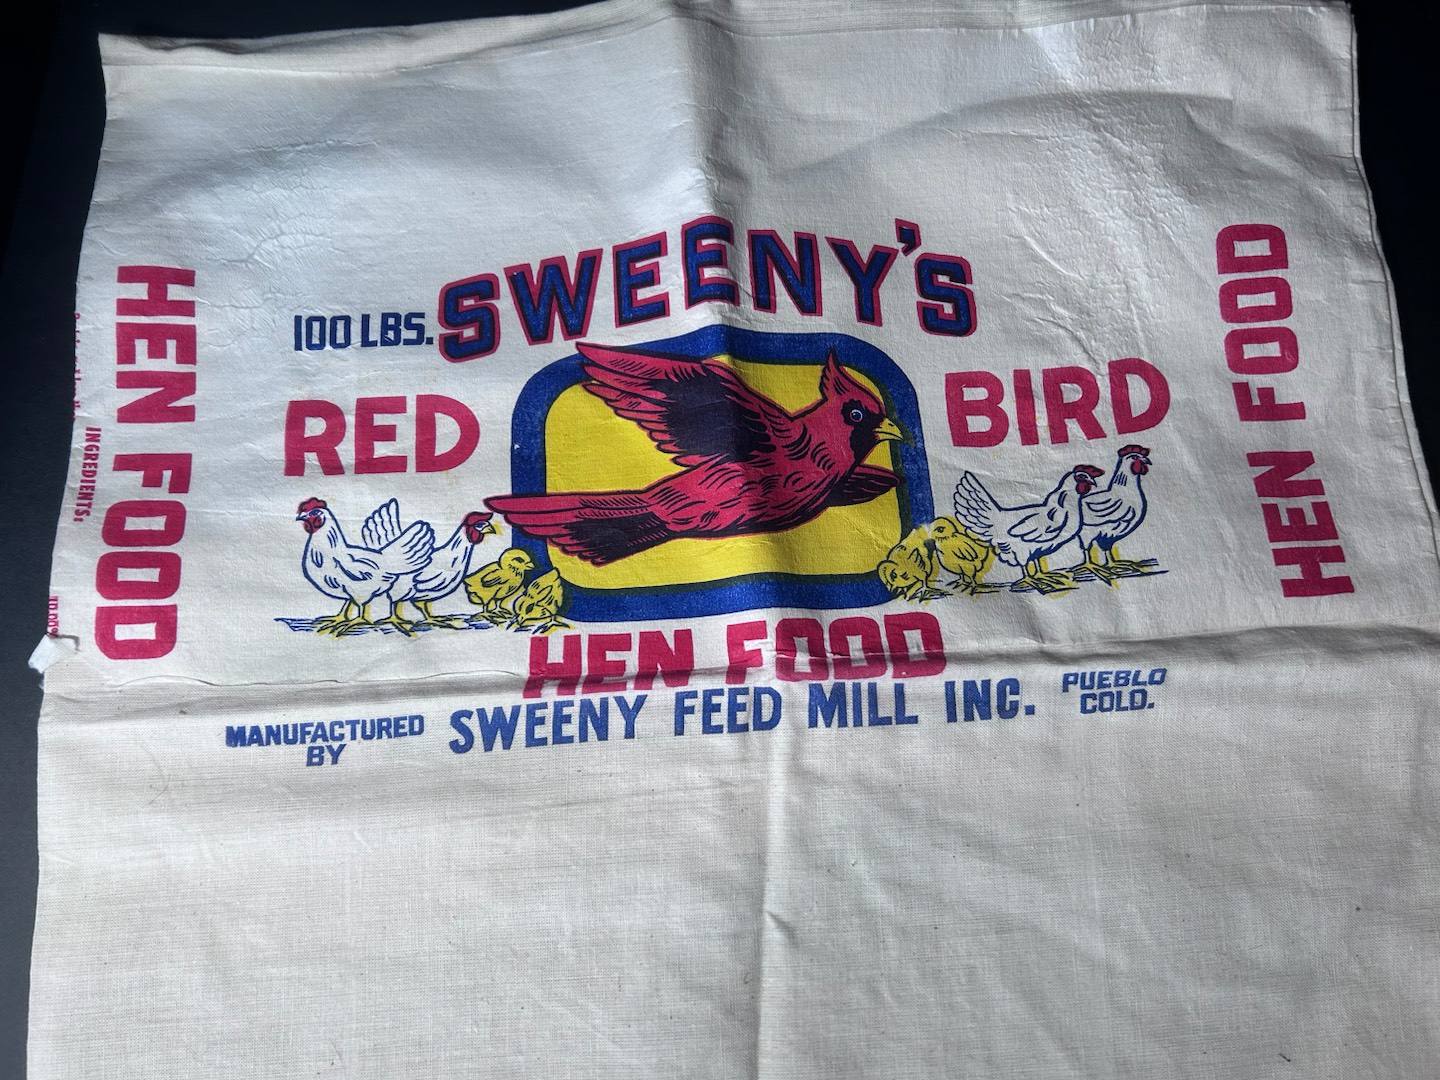 SWEENY'S
100 LBS.
RED BIRD
HEN FOOD
HEN FOOD
HEN FOOD
INGREDIENTS:
MANUFACTURED
BY
SWEENY FEED MILL INC.
PUEBLO
COLO.